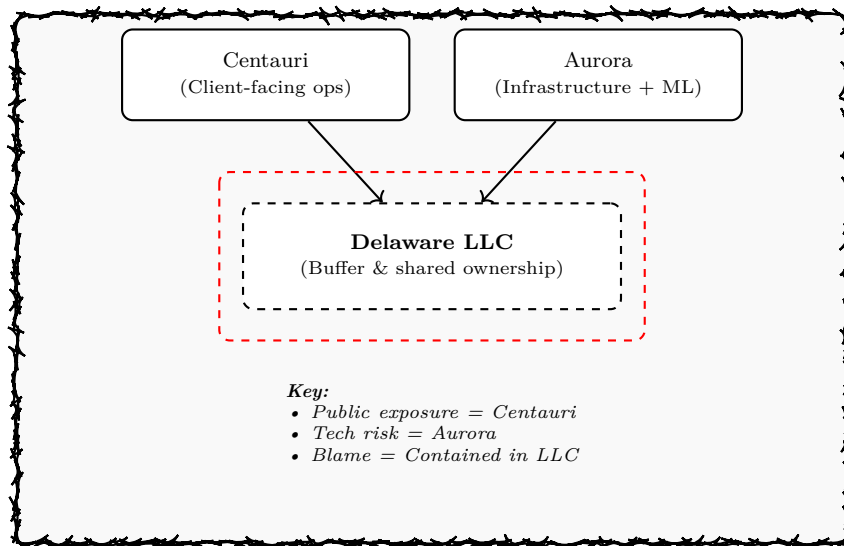 Centauri
(Client-facing ops)
Aurora
(Infrastructure + ML)
Delaware LLC
(Buffer & shared ownership)
Key:
• Public exposure = Centauri
• Tech risk = Aurora
• Blame = Contained in LLC